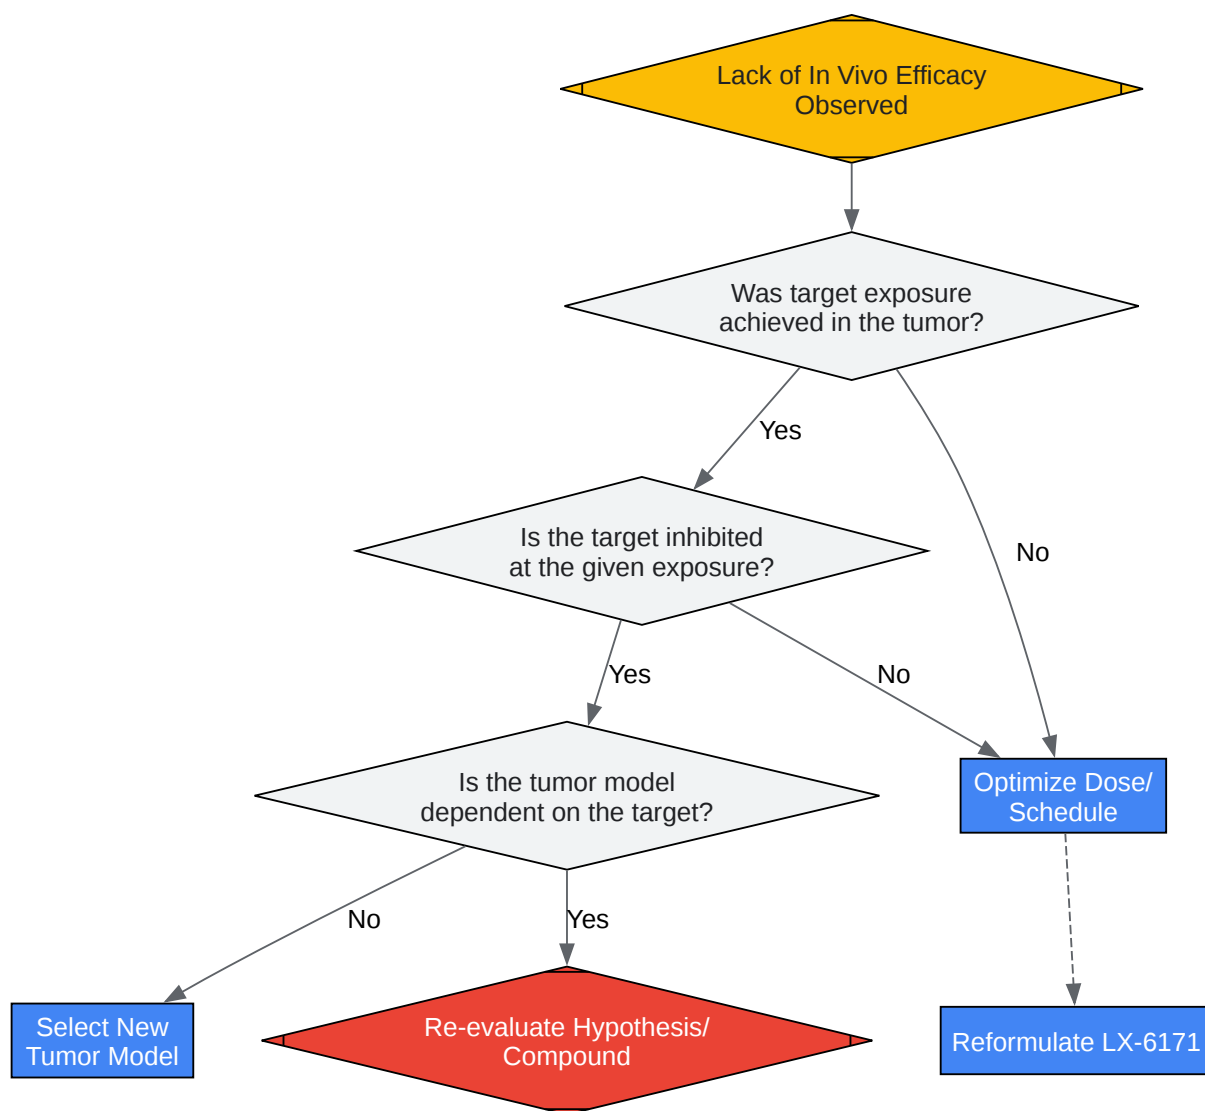 Lack of In Vivo Efficacy
Observed
Was target exposure
achieved in the tumor?
Yes
No
Is the target inhibited
at the given exposure?
Yes
No
Is the tumor model
dependent on the target?
Optimize Dose/
Schedule
No
Yes
Select New
Tumor Model
Re-evaluate Hypothesis/
Compound
Reformulate LX-6171